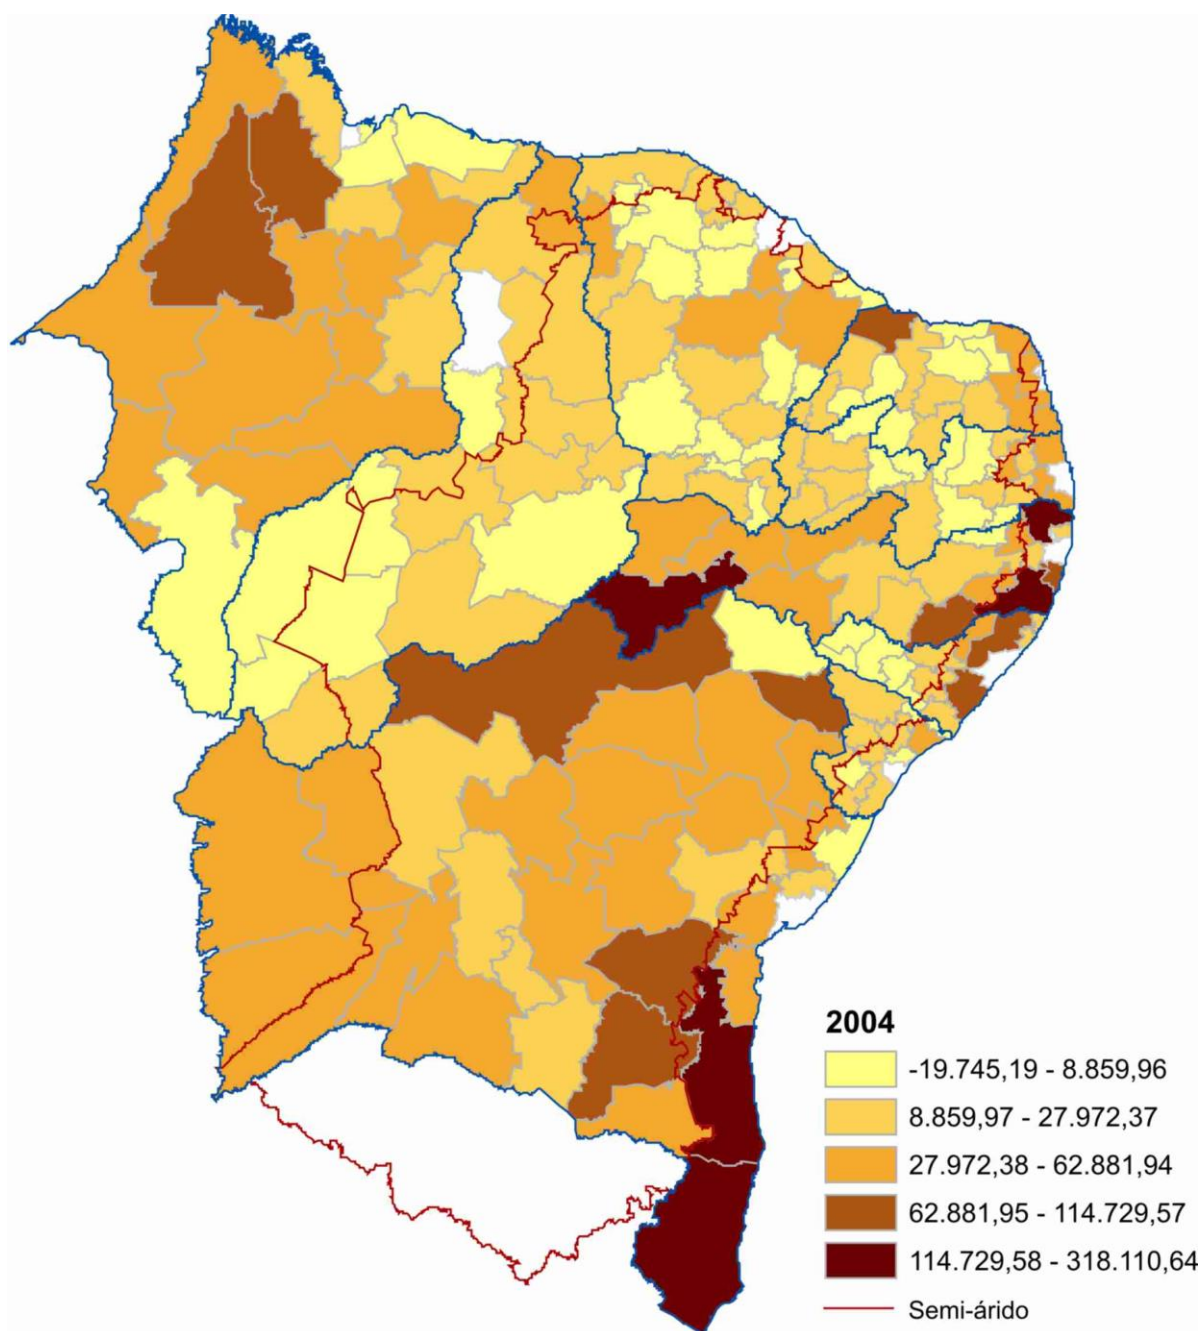 2004
-19.745,19 - 8.859,96
8.859,97 - 27.972,37
27.972,38 - 62.881,94
62.881,95 - 114.729,57
114.729,58 - 318.110,64
Semi-árido